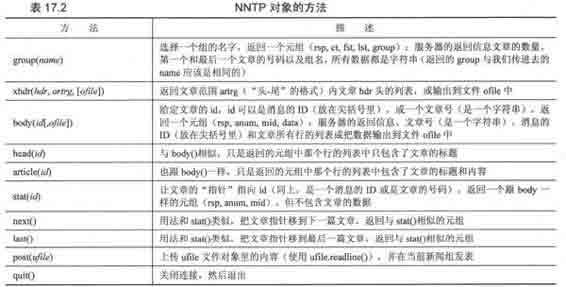 表 17.2 NNTP 对象的方法
方 法 描 述
group(name) 选择一个组的名字，返回一个元组（rsp, ct, fst, lst, group）：服务器的返回信息文章的数量，
第一个和最后一个文章的号码以及组名，所有数据都是字符串（返回的 group 与我们传进去的
name 应该是相同的）
xhdr(hdr, artrg, [ofile]) 返回文章范围 artrg（“头-尾”的格式）内文章 hdr 头的列表，或输出到文件 ofile 中
body(id[,ofile]) 给定文章的 id，id 可以是消息的 ID（放在尖括号里），或一个文章号（是一个字符串），返
回一个元组（rsp, anum, mid, data）：服务器的返回信息、文章号（是一个字符串），消息的
ID（放在尖括号里）和文章所有行的列表或把数据输出到文件 ofile 中
head(id) 与 body()相似，只是返回的元组中那个行的列表中只包含了文章的标题
article(id) 也跟 body()一样，只是返回的元组中那个行的列表中包含了文章的标题和内容
stat(id) 让文章的“指针”指向 id（同上，是一个消息的 ID 或是文章的号码），返回一个跟 body 一
样的元组（rsp, anum, mid），但不包含文章的数据
next() 用法和 stat()类似，把文章指针移到下一篇文章，返回与 stat()相似的元组
last() 用法和 stat()类似，把文章指针移到最后一篇文章，返回与 stat()相似的元组
post(ufile) 上传 ufile 文件对象里的内容（使用 ufile.readline()），并在当前新闻组发表
quit() 关闭连接，然后退出